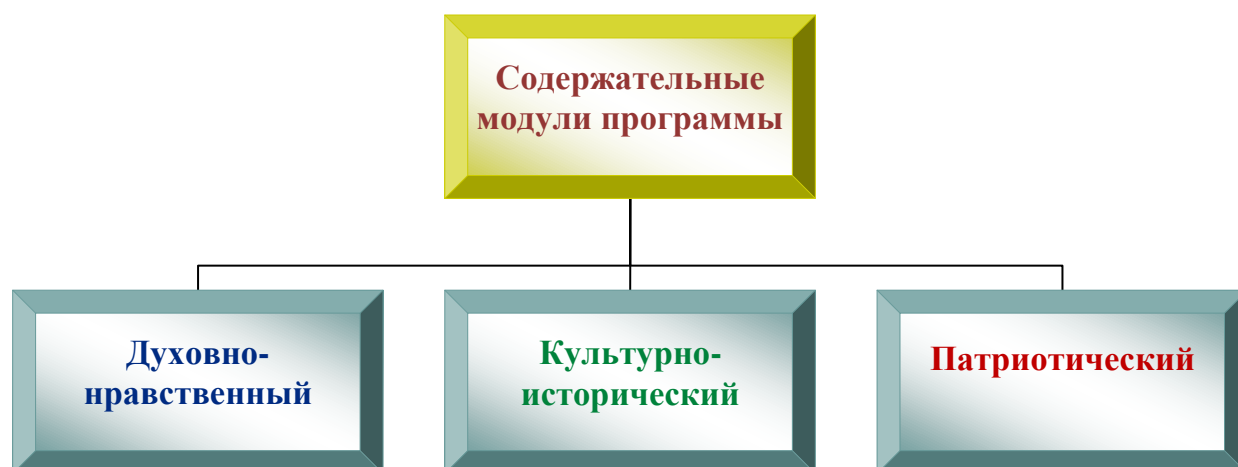 Содержательные
модули программы
Духовно-
нравственный
Культурно-
исторический
Патриотический